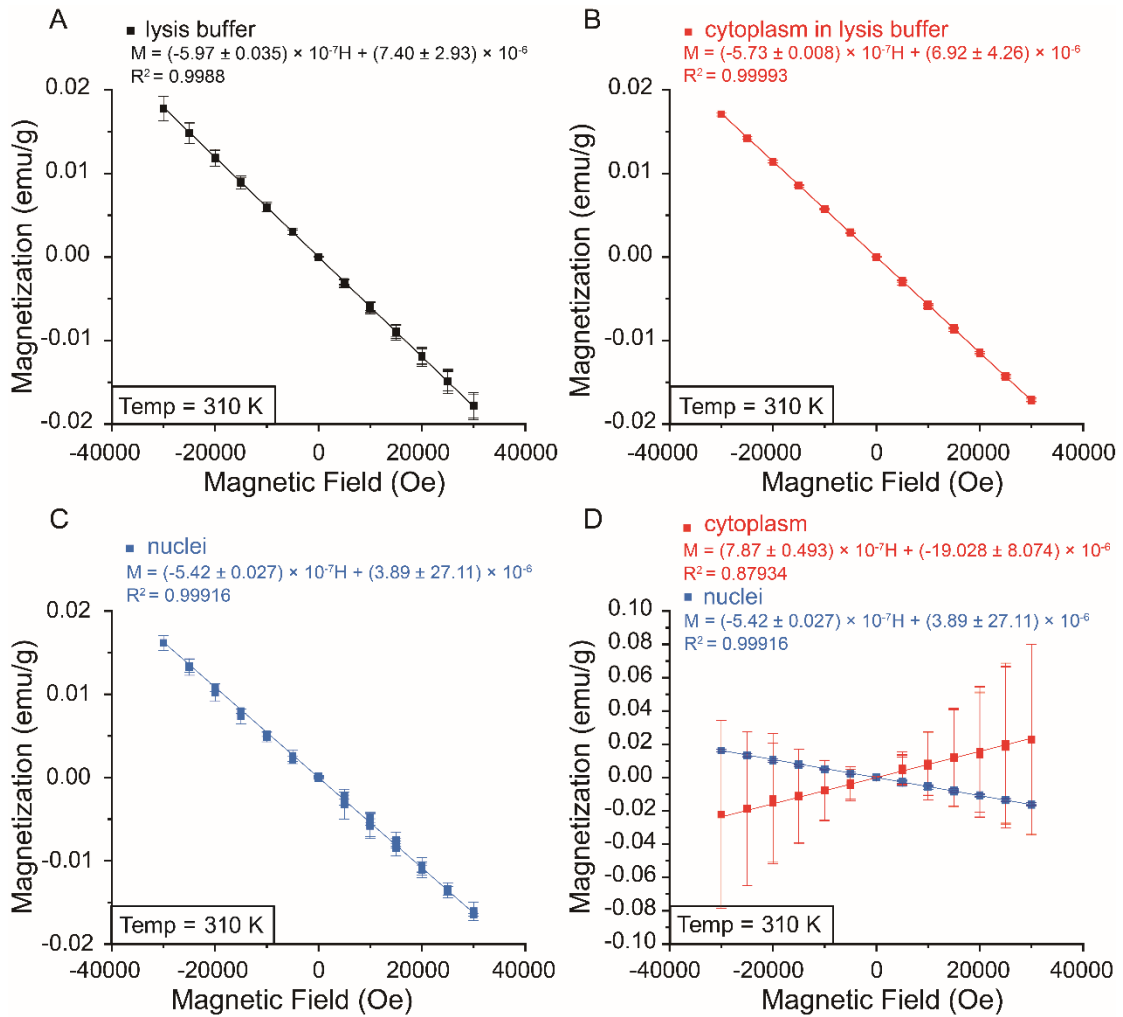 A
■ lysis buffer
M = (-5.97 ± 0.035) × 10⁻⁷H + (7.40 ± 2.93) × 10⁻⁶
R² = 0.9988
Magnetization (emu/g)
0.02
0.01
0.00
-0.01
-0.02
Temp = 310 K
-40000 -20000 0 20000 40000
Magnetic Field (Oe)
B
■ cytoplasm in lysis buffer
M = (-5.73 ± 0.008) × 10⁻⁷H + (6.92 ± 4.26) × 10⁻⁶
R² = 0.99993
Magnetization (emu/g)
0.02
0.01
0.00
-0.01
-0.02
Temp = 310 K
-40000 -20000 0 20000 40000
Magnetic Field (Oe)
C
■ nuclei
M = (-5.42 ± 0.027) × 10⁻⁷H + (3.89 ± 27.11) × 10⁻⁶
R² = 0.99916
Magnetization (emu/g)
0.02
0.01
0.00
-0.01
-0.02
Temp = 310 K
-40000 -20000 0 20000 40000
Magnetic Field (Oe)
D
■ cytoplasm
M = (7.87 ± 0.493) × 10⁻⁷H + (-19.028 ± 8.074) × 10⁻⁶
R² = 0.87934
■ nuclei
M = (-5.42 ± 0.027) × 10⁻⁷H + (3.89 ± 27.11) × 10⁻⁶
R² = 0.99916
Magnetization (emu/g)
0.10
0.08
0.06
0.04
0.02
0.00
-0.02
-0.04
-0.06
-0.08
-0.10
Temp = 310 K
-40000 -20000 0 20000 40000
Magnetic Field (Oe)